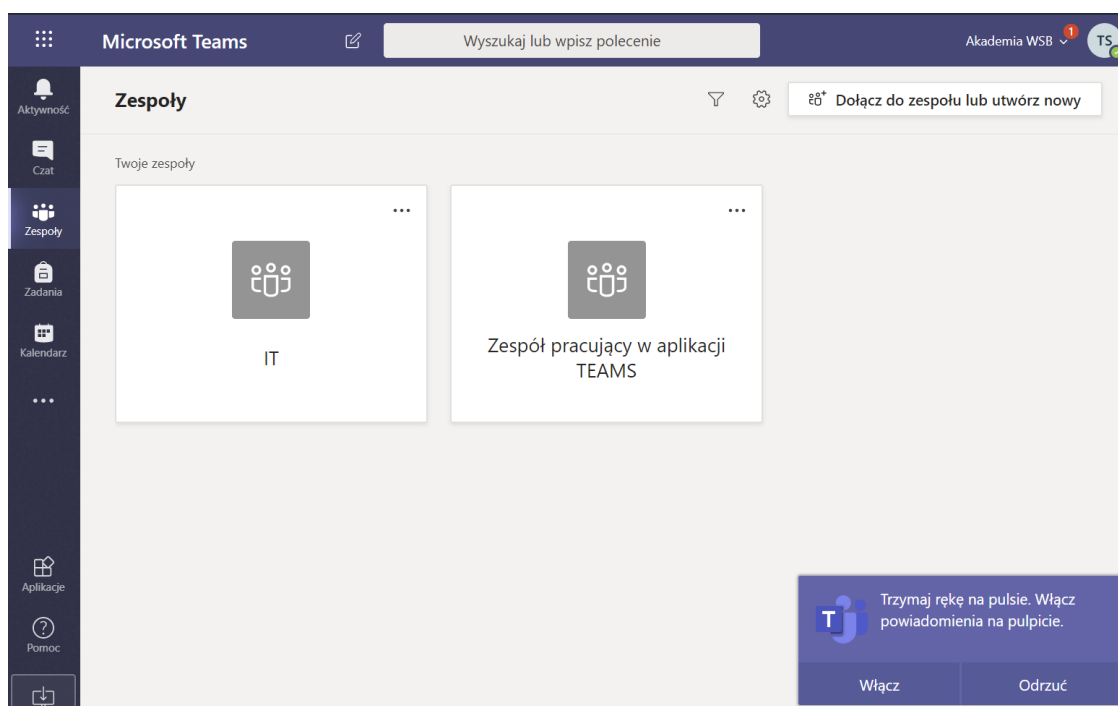 Microsoft Teams
Wyszukaj lub wpisz polecenie
Akademia WSB
1
TS
Aktywność
Czat
Zespoły
Zadania
Kalendarz
Aplikacje
Pomoc
Zespoły
Dołącz do zespołu lub utwórz nowy
Twoje zespoły
IT
Zespół pracujący w aplikacji
TEAMS
T
Trzymaj rękę na pulsie. Włącz
powiadomienia na pulpicie.
Włącz
Odrzuć